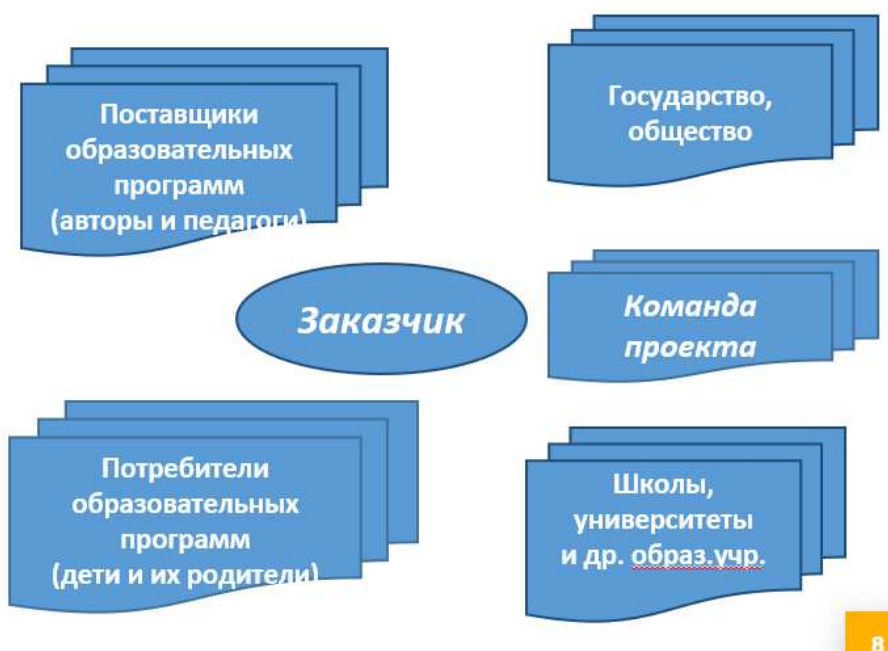 Поставщики
образовательных
программ
(авторы и педагоги)
Государство,
общество
Заказчик
Команда
проекта
Потребители
образовательных
программ
(дети и их родители)
Школы,
университеты
и др. образ.учр.
8